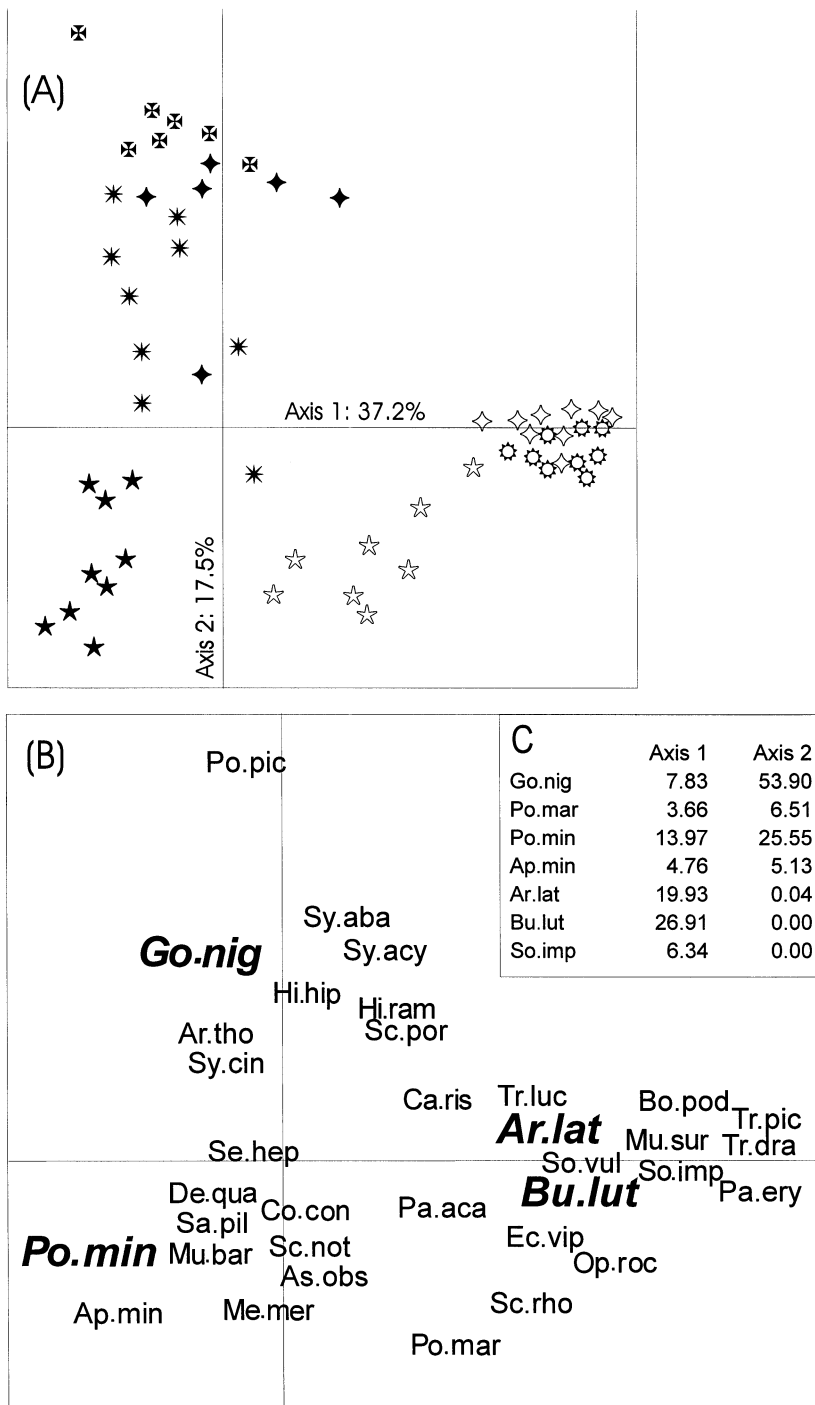 (A)
Axis 1: 37.2%
Axis 2: 17.5%
(B)
Po.pic
C
Axis 1 Axis 2
Go.nig 7.83 53.90
Po.mar 3.66 6.51
Po.min 13.97 25.55
Ap.min 4.76 5.13
Ar.lat 19.93 0.04
Bu.lut 26.91 0.00
So.imp 6.34 0.00
Sy.aba
Go.nig
Sy.acy
Hi.hip
Hi.ram
Ar.tho
Sc.por
Sy.cin
Ca.ris
Tr.luc
Bo.pod
Tr.pic
Ar.lat
Mu.sur
Tr.dra
Se.hep
So.vul
So.imp
De.qua
Bu.lut
Pa.ery
Sa.pil
Co.con
Pa.aca
Po.min
Mu.bar
Sc.not
Ec.vip
As.obs
Op.roc
Ap.min
Me.mer
Sc.rho
Po.mar